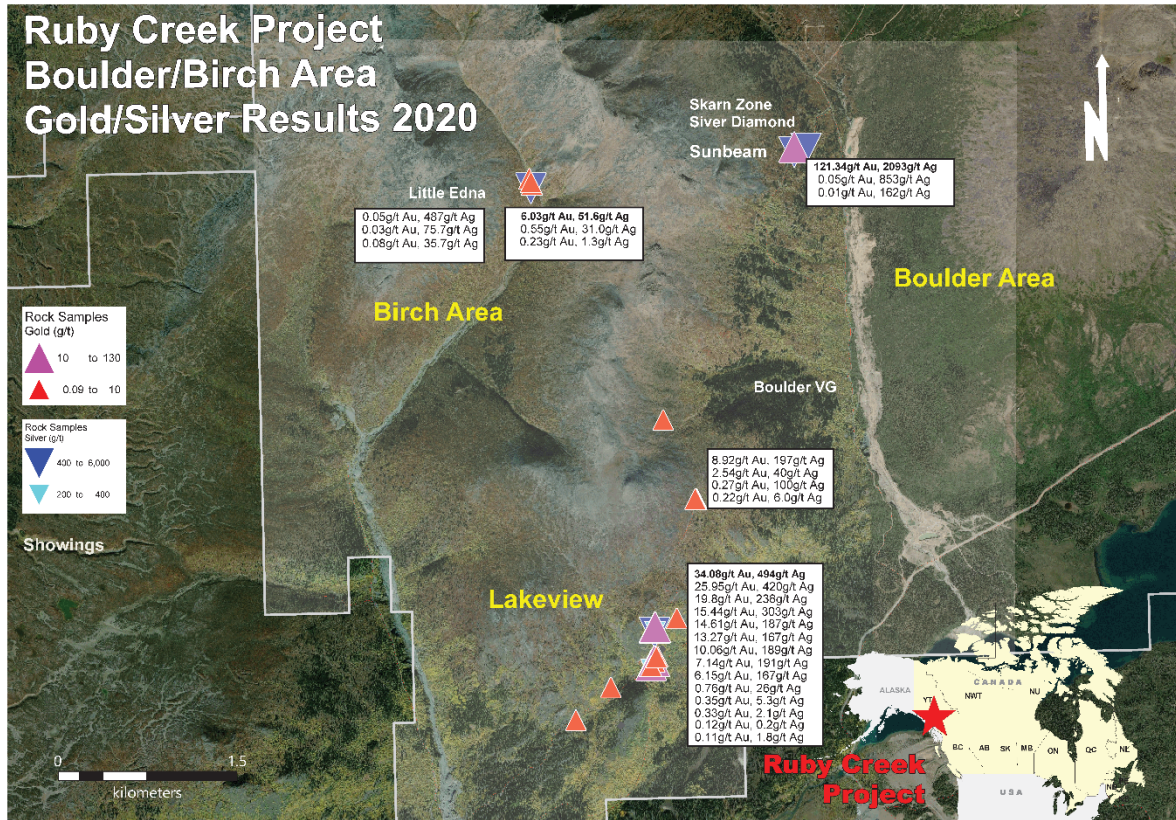 Ruby Creek Project
Boulder/Birch Area
Gold/Silver Results 2020
N
Skarn Zone
Siver Diamond
Sunbeam
121.34g/t Au, 2093g/t Ag
0.05g/t Au, 853g/t Ag
0.01g/t Au, 162g/t Ag
Little Edna
0.05g/t Au, 487g/t Ag
0.03g/t Au, 75.7g/t Ag
0.08g/t Au, 35.7g/t Ag
6.03g/t Au, 51.6g/t Ag
0.55g/t Au, 31.0g/t Ag
0.23g/t Au, 1.3g/t Ag
Birch Area
Boulder Area
Rock Samples
Gold (g/t)
10 to 130
0.09 to 10
Rock Samples
Silver (g/t)
400 to 6,000
200 to 400
Showings
Boulder VG
8.92g/t Au, 197g/t Ag
2.54g/t Au, 40g/t Ag
0.27g/t Au, 100g/t Ag
0.22g/t Au, 6.0g/t Ag
Lakeview
34.08g/t Au, 494g/t Ag
25.95g/t Au, 420g/t Ag
19.8g/t Au, 238g/t Ag
15.44g/t Au, 303g/t Ag
14.61g/t Au, 187g/t Ag
13.27g/t Au, 167g/t Ag
10.06g/t Au, 189g/t Ag
7.14g/t Au, 191g/t Ag
6.15g/t Au, 167g/t Ag
0.76g/t Au, 26g/t Ag
0.35g/t Au, 5.3g/t Ag
0.33g/t Au, 2.1g/t Ag
0.12g/t Au, 0.2g/t Ag
0.11g/t Au, 1.8g/t Ag
0 1.5
kilometers
CANADA
ALASKA
YT
NWT
NU
BC
AB
SK
MB
ON
QC
NL
USA
Ruby Creek
Project